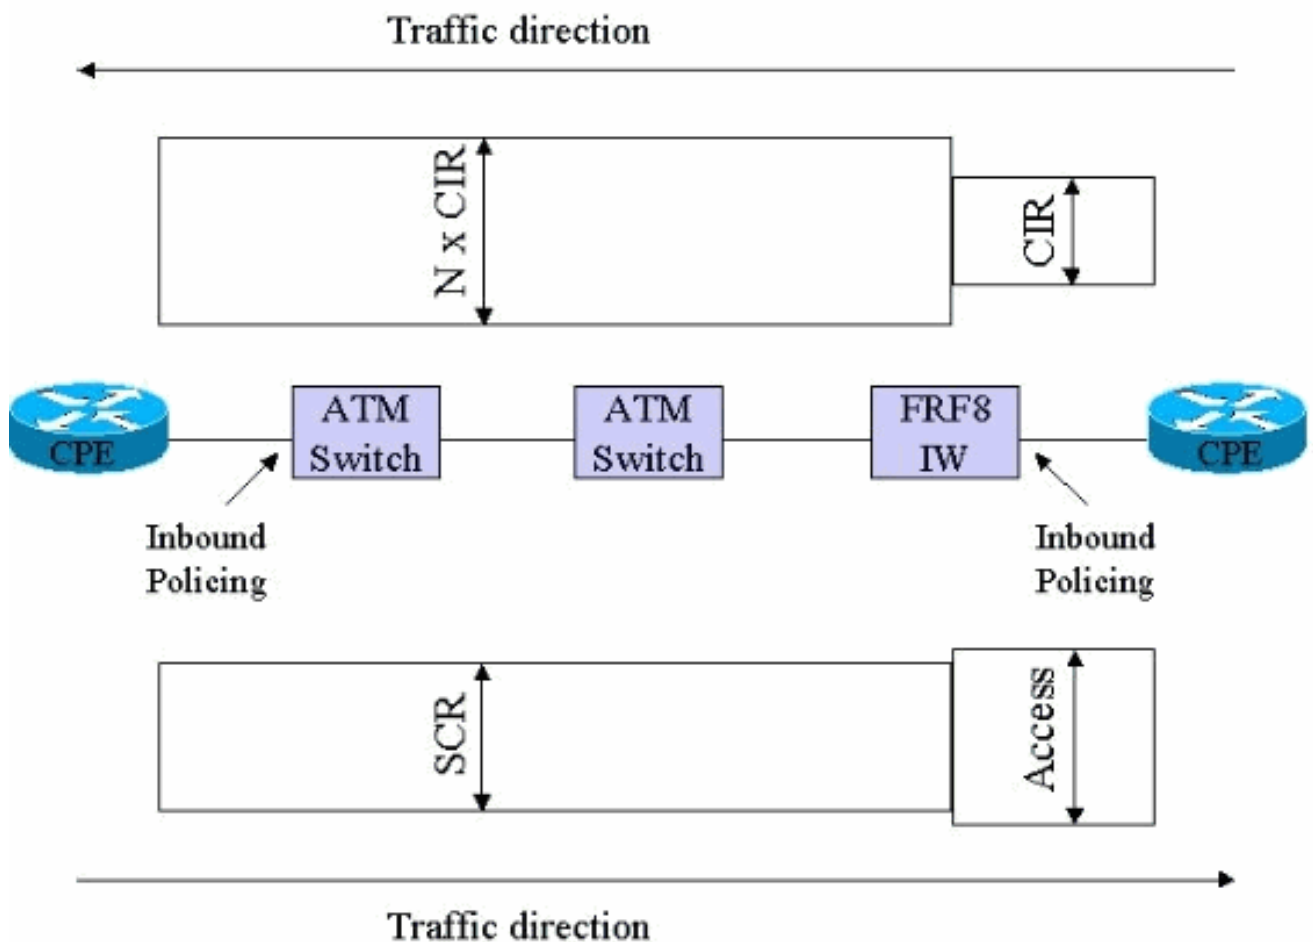 Traffic direction
N x CIR
CIR
ATM
Switch
ATM
Switch
FRF8
IW
CPE
CPE
Inbound
Policing
Inbound
Policing
SCR
Access
Traffic direction